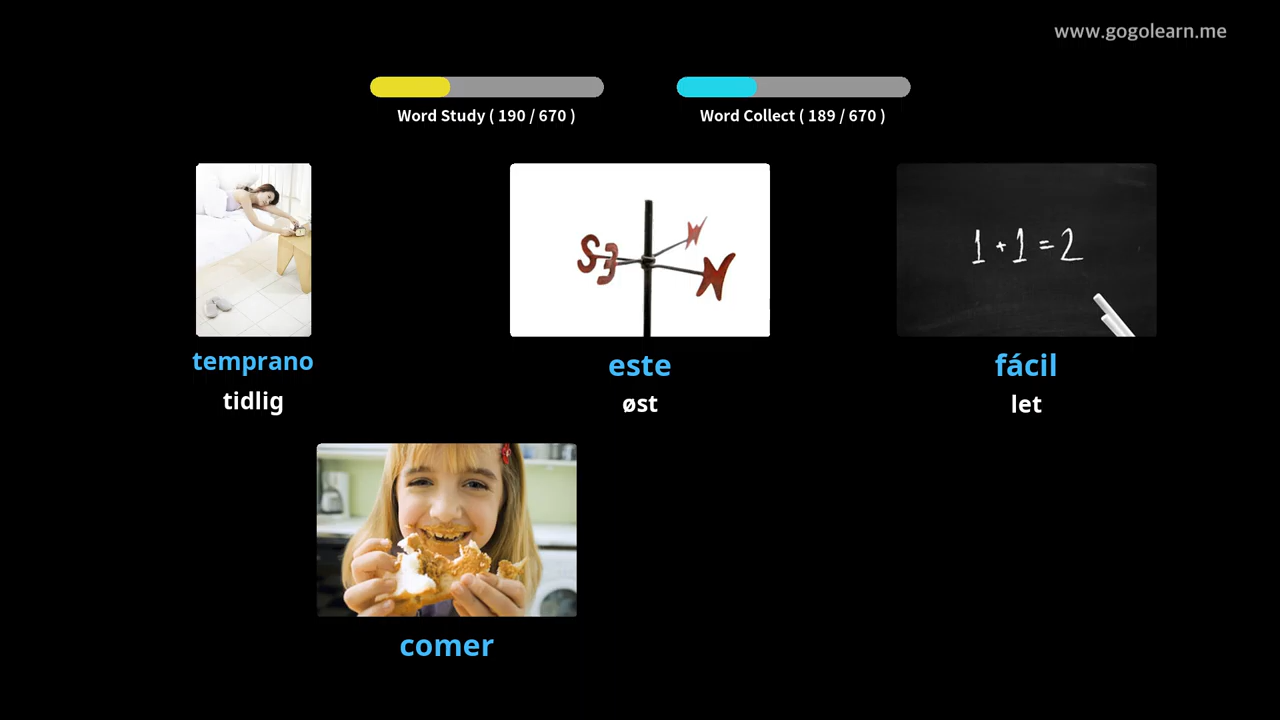 www.gogolearn.me
Word Study ( 190 / 670 )
Word Collect ( 189 / 670 )
S E N W
1 + 1 = 2
temprano
este
fácil
tidlig
øst
let
comer